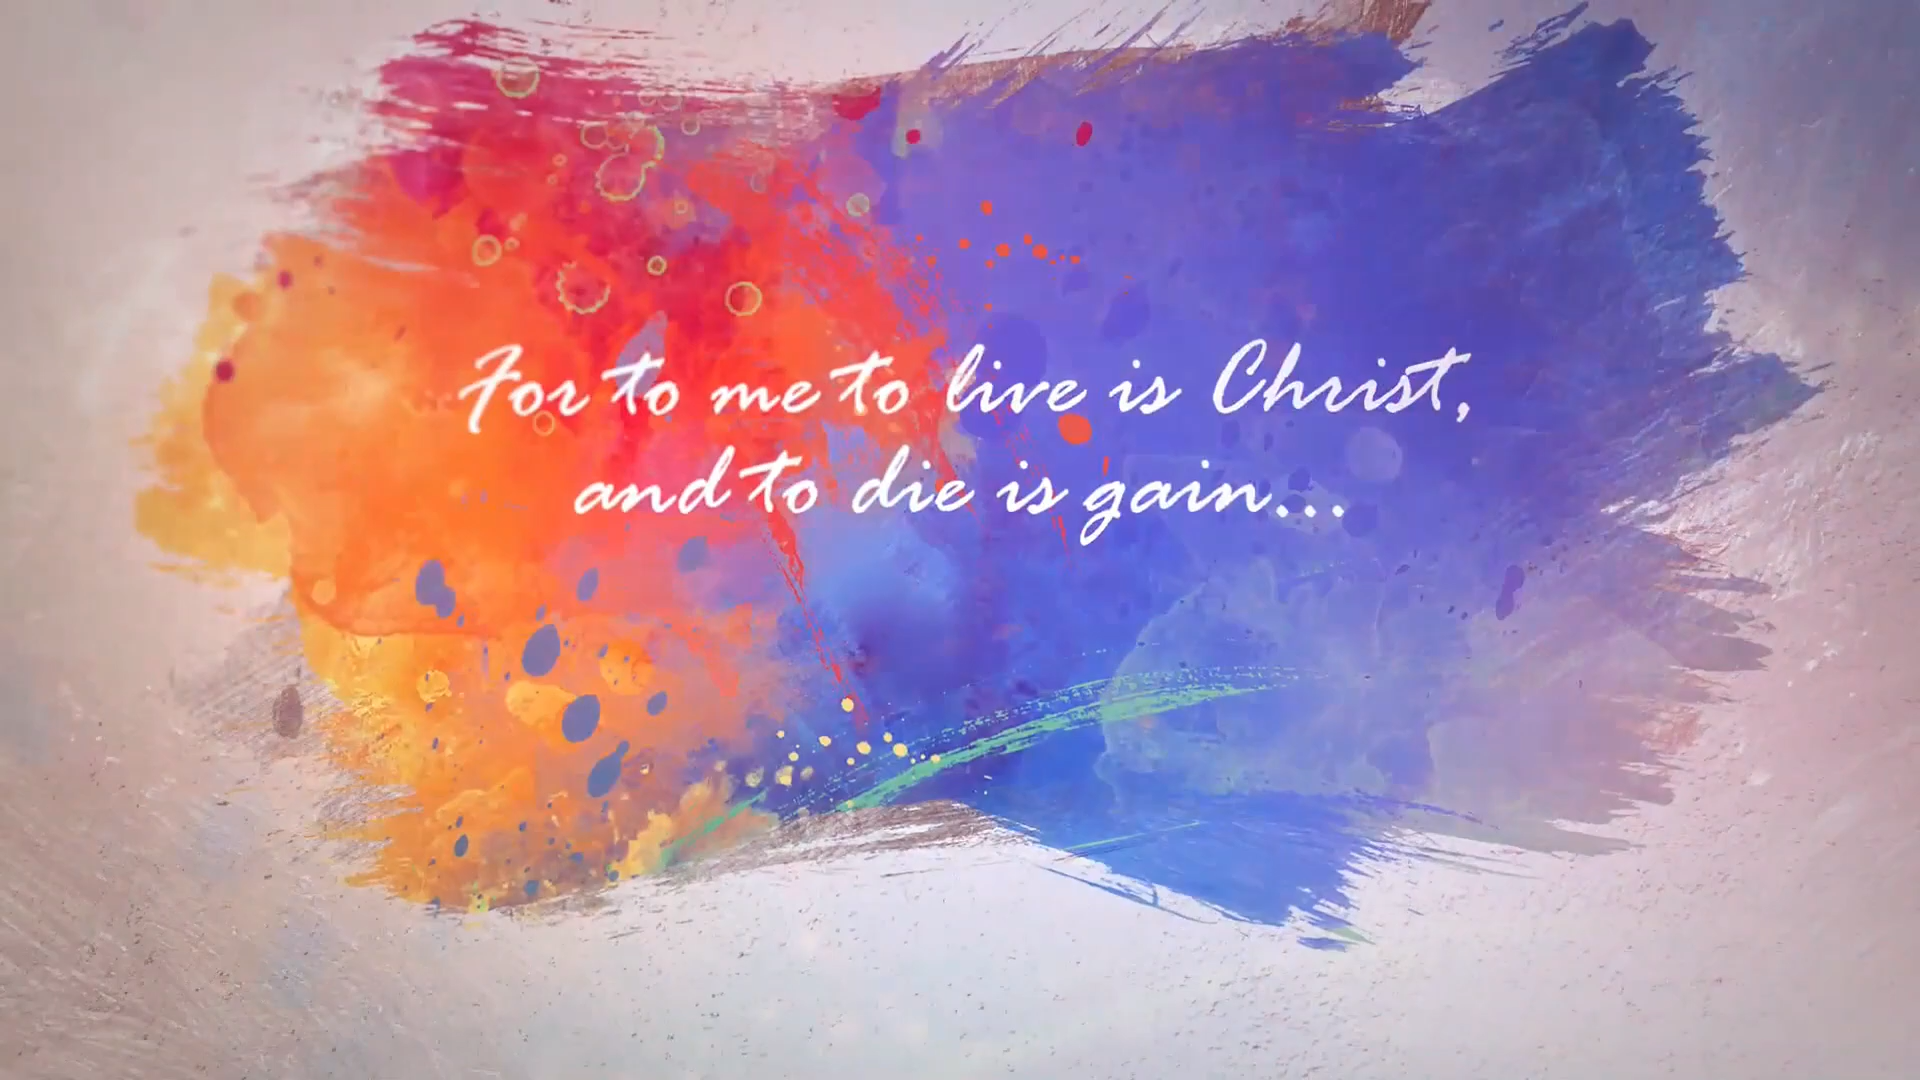 For to me to live is Christ,
and to die is gain...